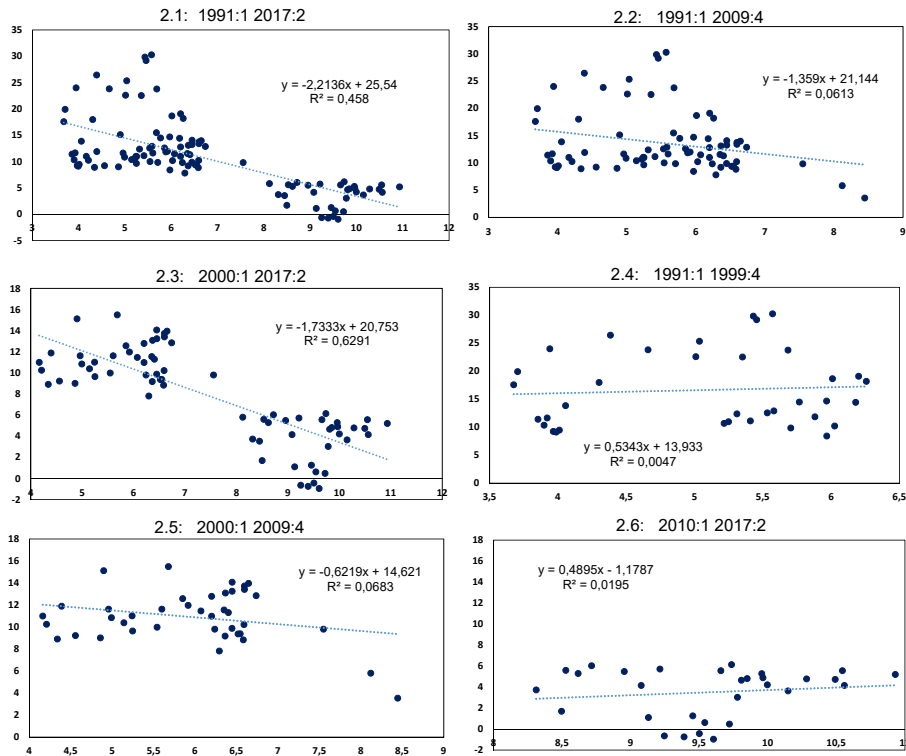 2.1: 1991:1 2017:2
35
30
25
20
15
10
5
0
-5
y = -2,2136x + 25,54
R² = 0,458
3 4 5 6 7 8 9 10 11 12
2.2: 1991:1 2009:4
35
30
25
20
15
10
5
0
y = -1,359x + 21,144
R² = 0,0613
3 4 5 6 7 8 9
2.3: 2000:1 2017:2
18
16
14
12
10
8
6
4
2
0
-2
y = -1,7333x + 20,753
R² = 0,6291
4 5 6 7 8 9 10 11 12
2.4: 1991:1 1999:4
35
30
25
20
15
10
5
0
0,5343x + 13,933
R² = 0,0047
3,5 4 4,5 5 5,5 6 6,5
2.5: 2000:1 2009:4
18
16
14
12
10
8
6
4
2
0
y = -0,6219x + 14,621
R² = 0,0683
4 4,5 5 5,5 6 6,5 7 7,5 8 8,5 9
2.6: 2010:1 2017:2
18
16
14
12
10
8
6
4
2
0
-2
y = 0,4895x - 1,1787
R² = 0,0195
8 8,5 9 9,5 10 10,5